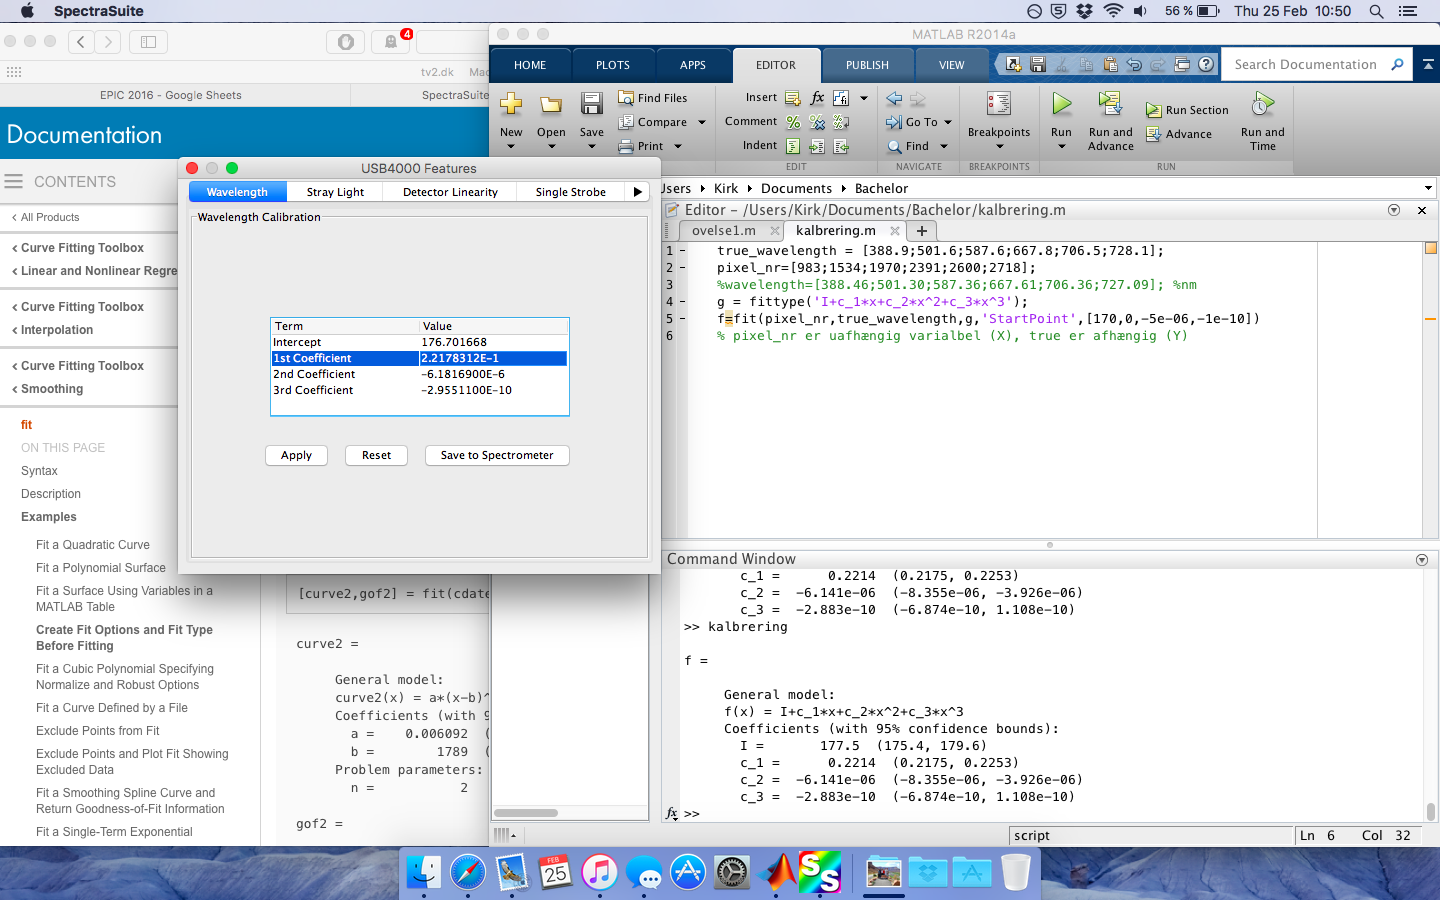 SpectraSuite
56 %
Thu 25 Feb 10:50
4
tv2.dk
Mac
EPIC 2016 - Google Sheets
SpectraSuite
Documentation
CONTENTS
< All Products
< Curve Fitting Toolbox
< Linear and Nonlinear Regre
< Curve Fitting Toolbox
< Interpolation
< Curve Fitting Toolbox
< Smoothing
fit
ON THIS PAGE
Syntax
Description
Examples
Fit a Quadratic Curve
Fit a Polynomial Surface
Fit a Surface Using Variables in a
MATLAB Table
Create Fit Options and Fit Type
Before Fitting
Fit a Cubic Polynomial Specifying
Normalize and Robust Options
Fit a Curve Defined by a File
Exclude Points from Fit
Exclude Points and Plot Fit Showing
Excluded Data
Fit a Smoothing Spline Curve and
Return Goodness-of-Fit Information
Fit a Single-Term Exponential
[curve2,gof2] = fit(cdate
curve2 =
General model:
curve2(x) = a*(x-b)^
Coefficients (with 9
a = 0.006092 (
b = 1789 (
Problem parameters:
n = 2
gof2 =
USB4000 Features
Wavelength
Stray Light
Detector Linearity
Single Strobe
Wavelength Calibration
Term Value
Intercept 176.701668
1st Coefficient 2.2178312E-1
2nd Coefficient -6.1816900E-6
3rd Coefficient -2.9551100E-10
Apply
Reset
Save to Spectrometer
MATLAB R2014a
HOME
PLOTS
APPS
EDITOR
PUBLISH
VIEW
Search Documentation
New
Open
Save
Find Files
Compare
Print
Insert
fx
Comment
Indent
EDIT
Go To
Find
NAVIGATE
Breakpoints
BREAKPOINTS
Run
Run and
Advance
Run Section
Advance
Run and
Time
RUN
sers
Kirk
Documents
Bachelor
Editor - /Users/Kirk/Documents/Bachelor/kalbrering.m
ovelse1.m
kalbrering.m
1 - true_wavelength = [388.9;501.6;587.6;667.8;706.5;728.1];
2 - pixel_nr=[983;1534;1970;2391;2600;2718];
3 %wavelength=[388.46;501.30;587.36;667.61;706.36;727.09]; %nm
4 - g = fittype('I+c_1*x+c_2*x^2+c_3*x^3');
5 - f=fit(pixel_nr,true_wavelength,g,'StartPoint',[170,0,-5e-06,-1e-10])
6 % pixel_nr er uafhængig varialbel (X), true er afhængig (Y)
Command Window
c_1 = 0.2214 (0.2175, 0.2253)
c_2 = -6.141e-06 (-8.355e-06, -3.926e-06)
c_3 = -2.883e-10 (-6.874e-10, 1.108e-10)
>> kalbrering
f =
General model:
f(x) = I+c_1*x+c_2*x^2+c_3*x^3
Coefficients (with 95% confidence bounds):
I = 177.5 (175.4, 179.6)
c_1 = 0.2214 (0.2175, 0.2253)
c_2 = -6.141e-06 (-8.355e-06, -3.926e-06)
c_3 = -2.883e-10 (-6.874e-10, 1.108e-10)
fx >>
script
Ln 6 Col 32
FEB
25
S
S